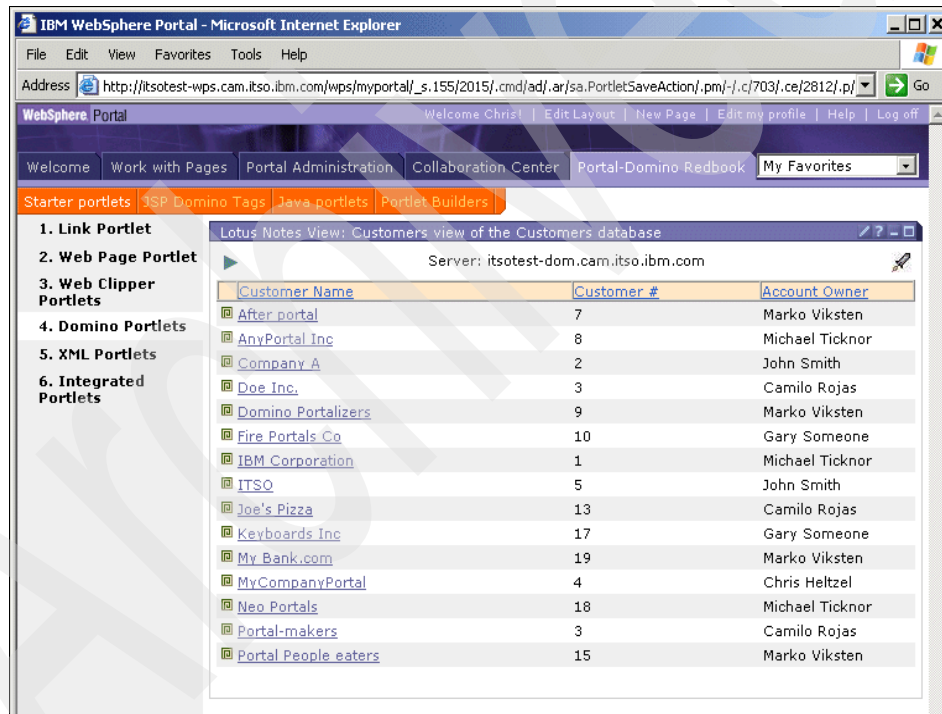 IBM WebSphere Portal - Microsoft Internet Explorer
File Edit View Favorites Tools Help
Address http://itsotest-wps.cam.itso.ibm.com/wps/myportal/_s.155/2015/.cmd/ad/.ar/sa.PortletSaveAction/.pm/-/.c/703/.ce/2812/.p/ Go
WebSphere Portal Welcome Chris! | Edit Layout | New Page | Edit my profile | Help | Log off
Welcome Work with Pages Portal Administration Collaboration Center Portal-Domino Redbook My Favorites
Starter portlets JSP Domino Tags Java portlets Portlet Builders
1. Link Portlet
2. Web Page Portlet
3. Web Clipper
Portlets
4. Domino Portlets
5. XML Portlets
6. Integrated
Portlets
Lotus Notes View: Customers view of the Customers database
Server: itsotest-dom.cam.itso.ibm.com
Customer Name Customer # Account Owner
After portal 7 Marko Viksten
AnyPortal Inc 8 Michael Ticknor
Company A 2 John Smith
Doe Inc. 3 Camilo Rojas
Domino Portalizers 9 Marko Viksten
Fire Portals Co 10 Gary Someone
IBM Corporation 1 Michael Ticknor
ITSO 5 John Smith
Joe's Pizza 13 Camilo Rojas
Keyboards Inc 17 Gary Someone
My Bank.com 19 Marko Viksten
MyCompanyPortal 4 Chris Heltzel
Neo Portals 18 Michael Ticknor
Portal-makers 3 Camilo Rojas
Portal People eaters 15 Marko Viksten